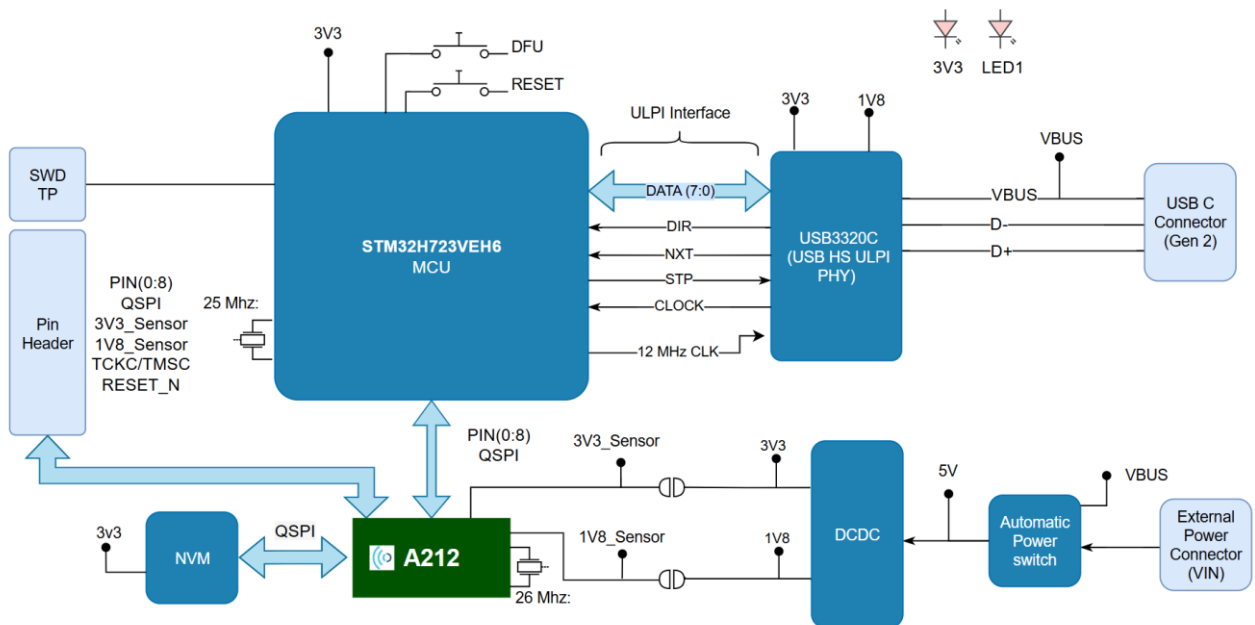 3V3
DFU
RESET
3V3
LED1
ULPI Interface
3V3
1V8
VBUS
SWD
TP
DATA (7:0)
VBUS
USB C
Connector
(Gen 2)
DIR
D-
STM32H723VEH6
MCU
USB3320C
(USB HS ULPI
PHY)
NXT
D+
STP
CLOCK
12 MHz CLK
Pin
Header
PIN(0:8)
QSPI
3V3_Sensor
1V8_Sensor
TCKC/TMSC
RESET_N
25 Mhz:
PIN(0:8)
QSPI
3V3_Sensor
3V3
5V
VBUS
DCDC
Automatic
Power
switch
External
Power
Connector
(VIN)
3v3
NVM
QSPI
A212
1V8_Sensor
1V8
26 Mhz: